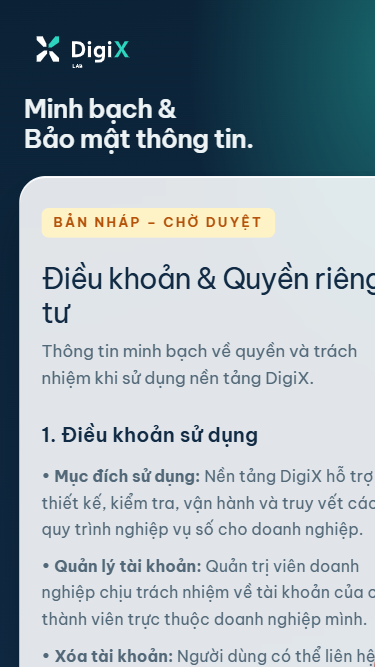 DigiX
LAB
Minh bạch &
Bảo mật thông tin.
BẢN NHÁP – CHỜ DUYỆT
Điều khoản & Quyền riêng
tư
Thông tin minh bạch về quyền và trách
nhiệm khi sử dụng nền tảng DigiX.
1. Điều khoản sử dụng
• Mục đích sử dụng: Nền tảng DigiX hỗ trợ
thiết kế, kiểm tra, vận hành và truy vết các
quy trình nghiệp vụ số cho doanh nghiệp.
• Quản lý tài khoản: Quản trị viên doanh
nghiệp chịu trách nhiệm về tài khoản của
thành viên trực thuộc doanh nghiệp mình.
• Xóa tài khoản: Người dùng có thể liên hệ